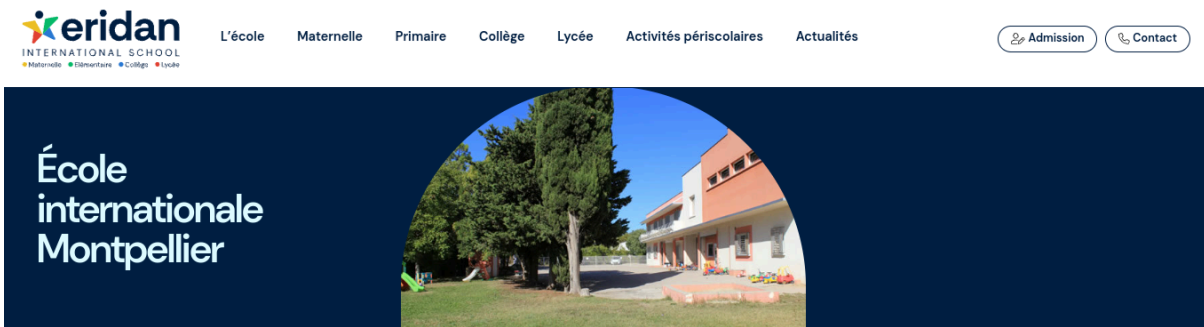 eridan
INTERNATIONAL SCHOOL
Maternelle Élémentaire Collège Lycée
L'école Maternelle Primaire Collège Lycée Activités périscolaires Actualités
Admission Contact
École
internationale
Montpellier